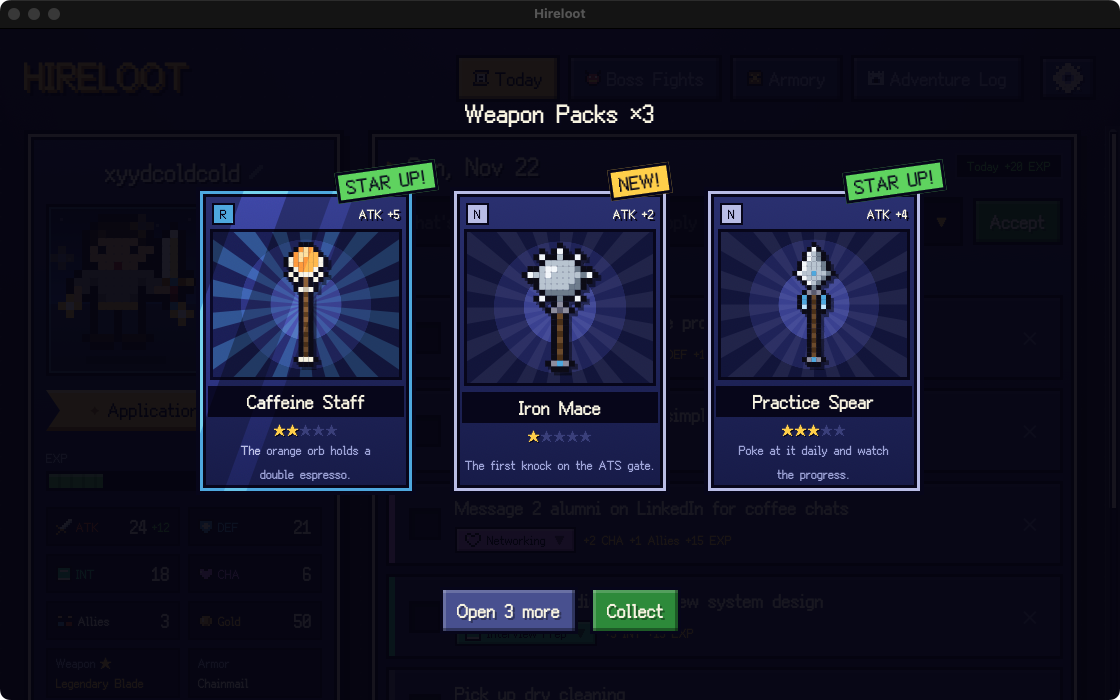 Hireloot
HIRELOOT
Today
Boss Fights
Armory
Adventure Log
Weapon Packs ×3
xyydcoldcold
Nov 22
Today +20 EXP
STAR UP!
NEW!
STAR UP!
R
ATK +5
N
ATK +2
N
ATK +4
Accept
Caffeine Staff
The orange orb holds a
double espresso.
Iron Mace
The first knock on the ATS gate.
Practice Spear
Poke at it daily and watch
the progress.
EXP
ATK 24 +12
DEF 21
INT 18
CHA 6
Allies 3
Gold 50
Weapon
Legendary Blade
Armor
Chainmail
Message 2 alumni on LinkedIn for coffee chats
Networking
+2 CHA +1 Allies +15 EXP
system design
Open 3 more
Collect
Pick up dry cleaning